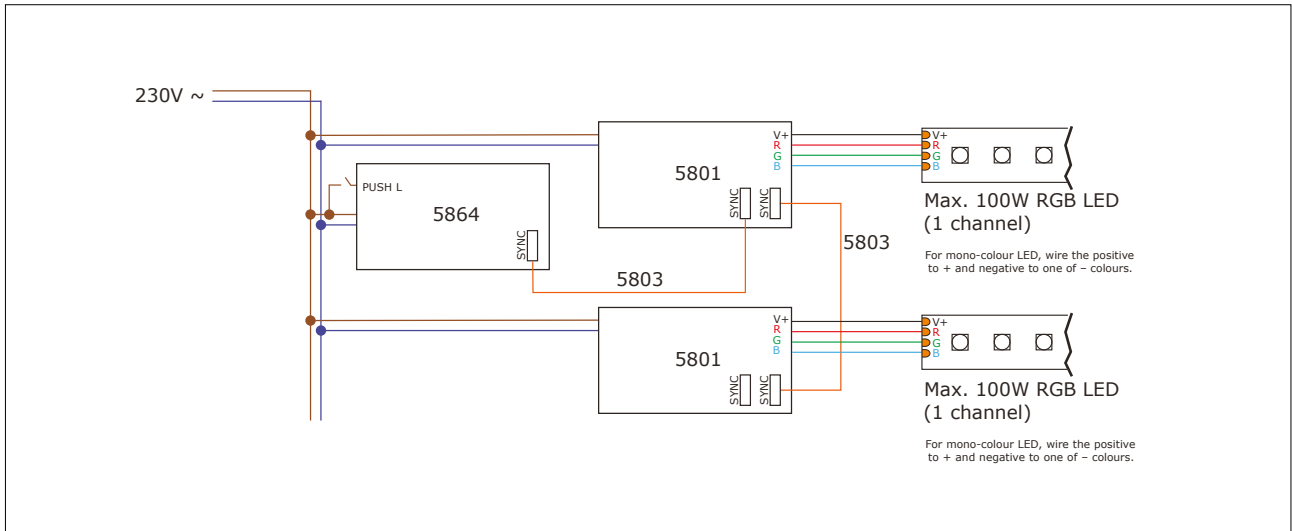 230V ~
PUSH L
5864
SYNC
5803
5801
V+
R
G
B
SYNC
SYNC
5803
V+
R
G
B
Max. 100W RGB LED
(1 channel)
For mono-colour LED, wire the positive
to + and negative to one of – colours.
5801
V+
R
G
B
SYNC
SYNC
V+
R
G
B
Max. 100W RGB LED
(1 channel)
For mono-colour LED, wire the positive
to + and negative to one of – colours.